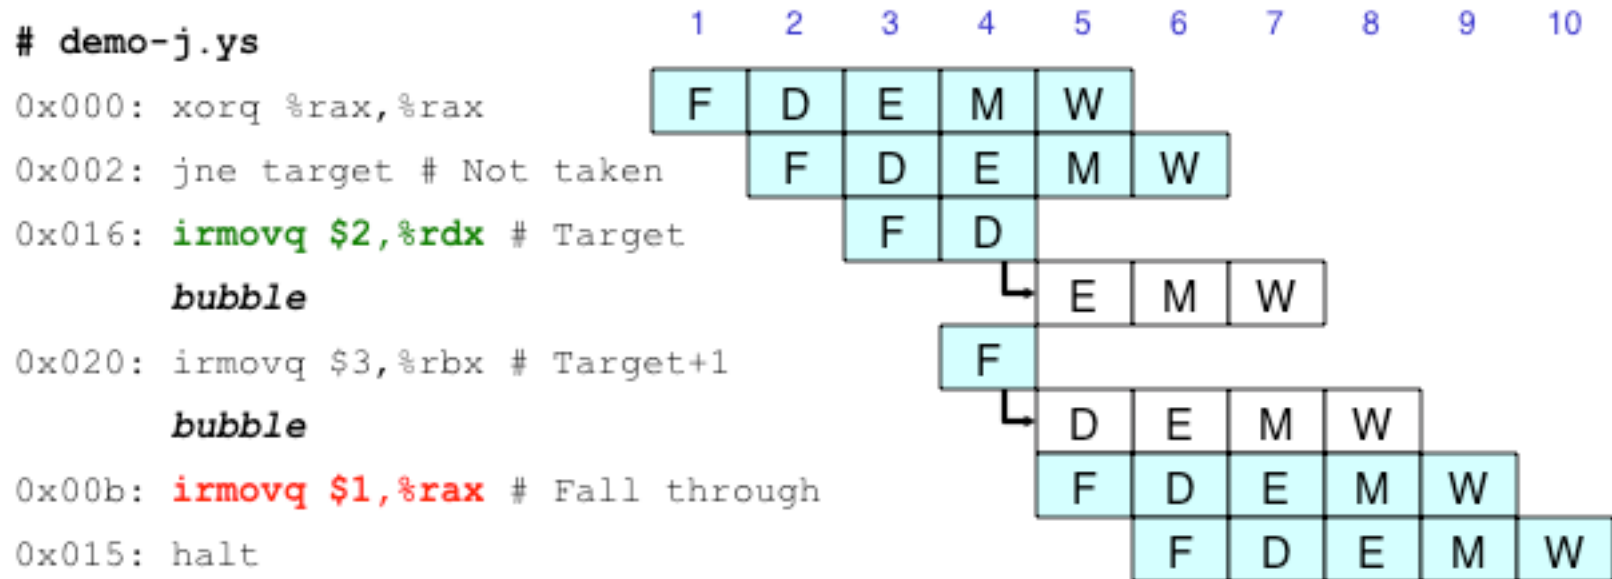 1 2 3 4 5 6 7 8 9 10
# demo-j.ys
0x000: xorq %rax,%rax F D E M W
0x002: jne target # Not taken F D E M W
0x016: irmovq $2,%rdx # Target F D
bubble E M W
0x020: irmovq $3,%rbx # Target+1 F
bubble D E M W
0x00b: irmovq $1,%rax # Fall through F D E M W
0x015: halt F D E M W